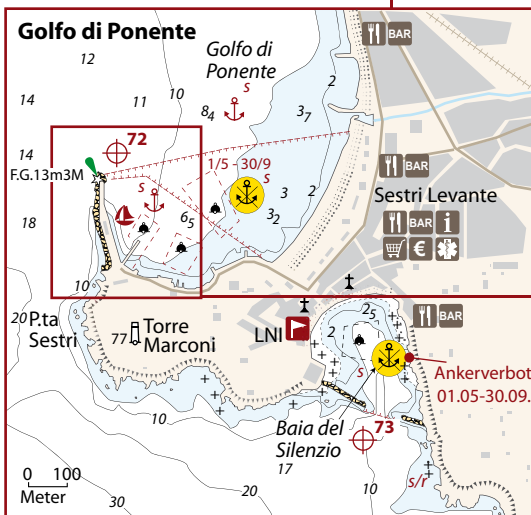 Golfo di Ponente
12
Golfo di
Ponente
BAR
14
11
10
8₄
s
2
3₇
2
14
72
F.G.13m3M
1/5 - 30/9
s
BAR
s
3
2
Sestri Levante
18
6₅
3₂
BAR i
€
10
20
P.ta
Sestri
77
Torre
Marconi
LNI
2
2₅
BAR
s
Ankerverbot
01.05-30.09.
10
Baia del
Silenzio
73
17
0 100
Meter
20
10
s/r
30